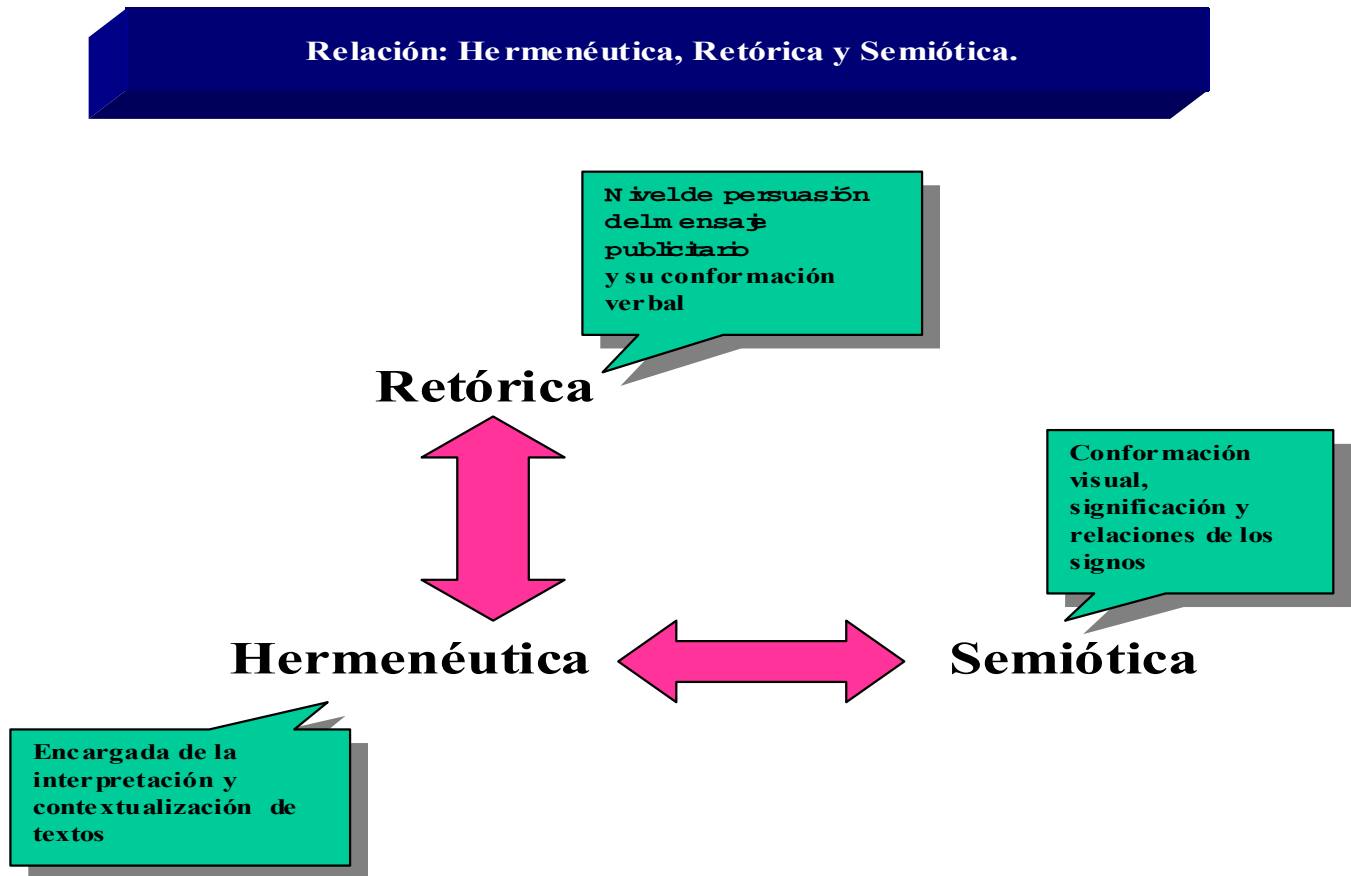 Relación: Hermenéutica, Retórica y Semiótica.
Nivel de persuasión
del mensaje
publicitario
y su conformación
verbal
Retórica
Conformación
visual,
significación y
relaciones de los
signos
Hermenéutica
Semiótica
Encargada de la
interpretación y
contextualización de
textos